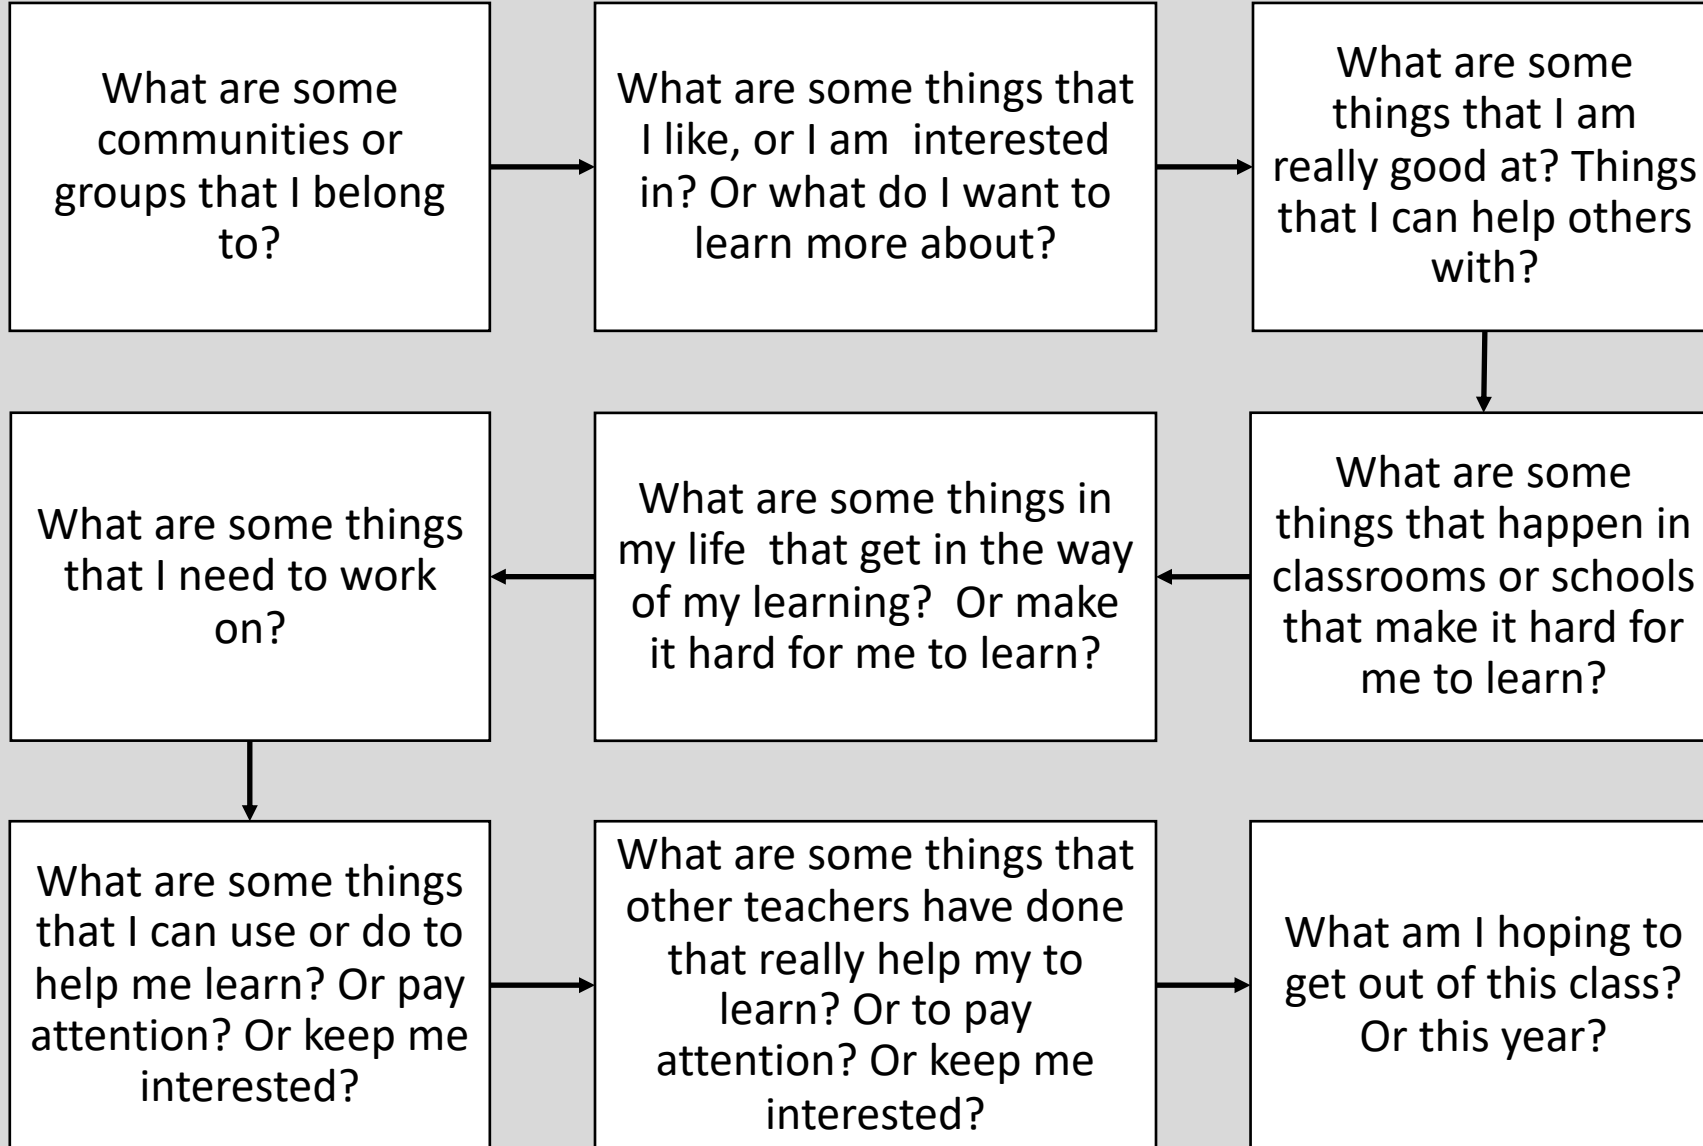 What are some
communities or
groups that I belong
to?
What are some things that
I like, or I am  interested
in? Or what do I want to
learn more about?
What are some
things that I am
really good at? Things
that I can help others
with?
What are some
things that happen in
classrooms or schools
that make it hard for
me to learn?
What are some things in
my life  that get in the way
of my learning?  Or make
it hard for me to learn?
What are some things
that I need to work
on?
What are some things
that I can use or do to
help me learn? Or pay
attention? Or keep me
interested?
What are some things that
other teachers have done
that really help my to
learn? Or to pay
attention? Or keep me
interested?
What am I hoping to
get out of this class?
Or this year?